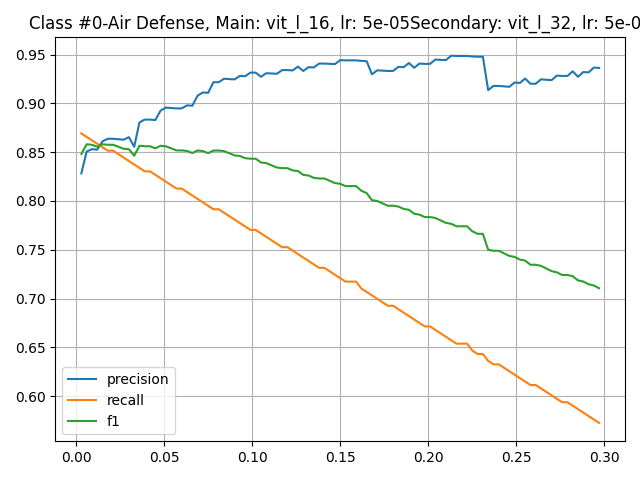 Class #0-Air Defense, Main: vit_l_16, lr: 5e-05Secondary: vit_l_32, lr: 5e-0
0.95
0.90
0.85
0.80
0.75
0.70
0.65
0.60
precision
recall
f1
0.00 0.05 0.10 0.15 0.20 0.25 0.30